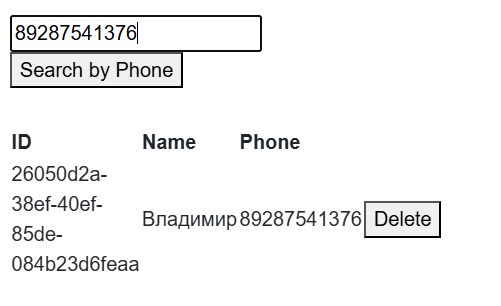 89287541376
Search by Phone
ID Name Phone
26050d2a-
38ef-40ef-
85de-
084b23d6feaa
Владимир 89287541376 Delete